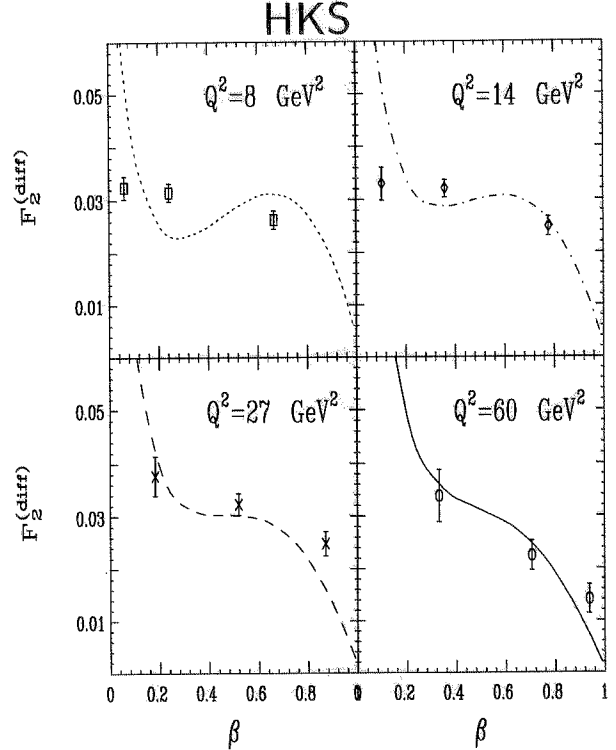 HKS
Q²=8 GeV²
Q²=14 GeV²
F₂(diff)
0.05
0.03
0.01
Q²=27 GeV²
Q²=60 GeV²
F₂(diff)
0.05
0.03
0.01
0 0.2 0.4 0.6 0.8 0 0.2 0.4 0.6 0.8 1
β β